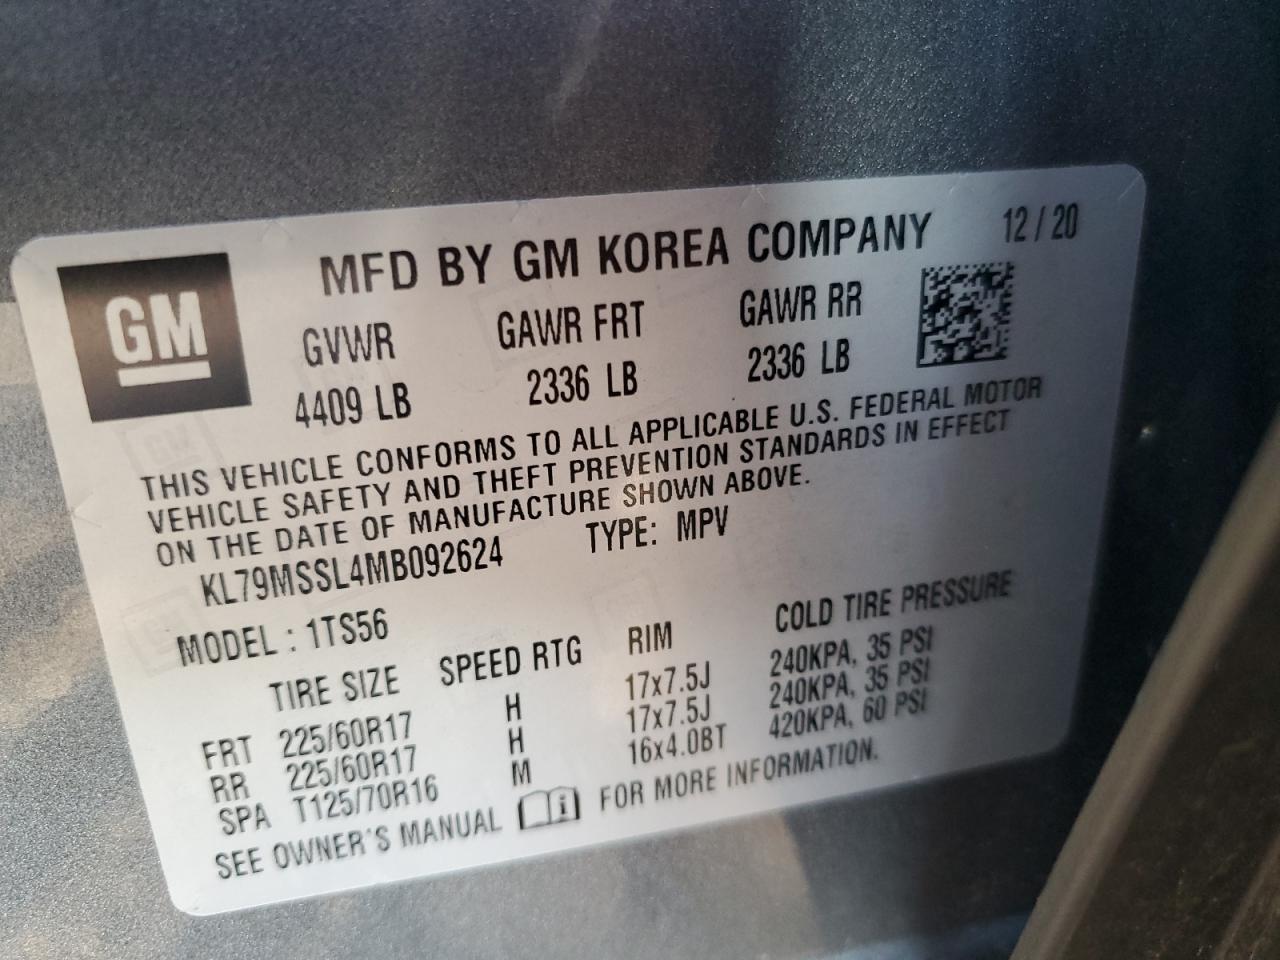 GM
MFD BY GM KOREA COMPANY 12/20
GVWR GAWR FRT GAWR RR
4409 LB 2336 LB 2336 LB
THIS VEHICLE CONFORMS TO ALL APPLICABLE U.S. FEDERAL MOTOR
VEHICLE SAFETY AND THEFT PREVENTION STANDARDS IN EFFECT
ON THE DATE OF MANUFACTURE SHOWN ABOVE.
KL79MSSL4MB092624 TYPE: MPV
MODEL : 1TS56
TIRE SIZE SPEED RTG RIM COLD TIRE PRESSURE
FRT 225/60R17 H 17x7.5J 240KPA, 35 PSI
RR 225/60R17 H 17x7.5J 240KPA, 35 PSI
SPA T125/70R16 M 16x4.0BT 420KPA, 60 PSI
SEE OWNER'S MANUAL i FOR MORE INFORMATION.